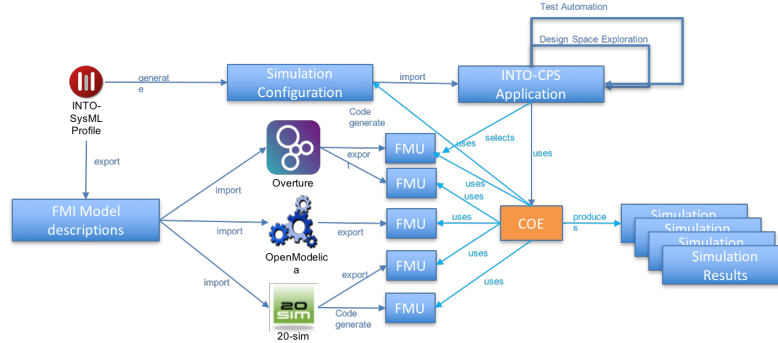 Test Automation
Design Space Exploration
generat
e
Simulation
Configuration
import
INTO-CPS
Application
INTO-
SysML
Profile
Code
generate
export
FMI Model
descriptions
import
Overture
expor
t
FMU
uses
selects
uses
FMU
uses
uses
import
OpenModelic
a
export
FMU
uses
COE
produce
s
Simulation
Simulation
Simulation
Simulation
Results
import
20
sim
20-sim
export
FMU
uses
Code
generate
FMU
uses